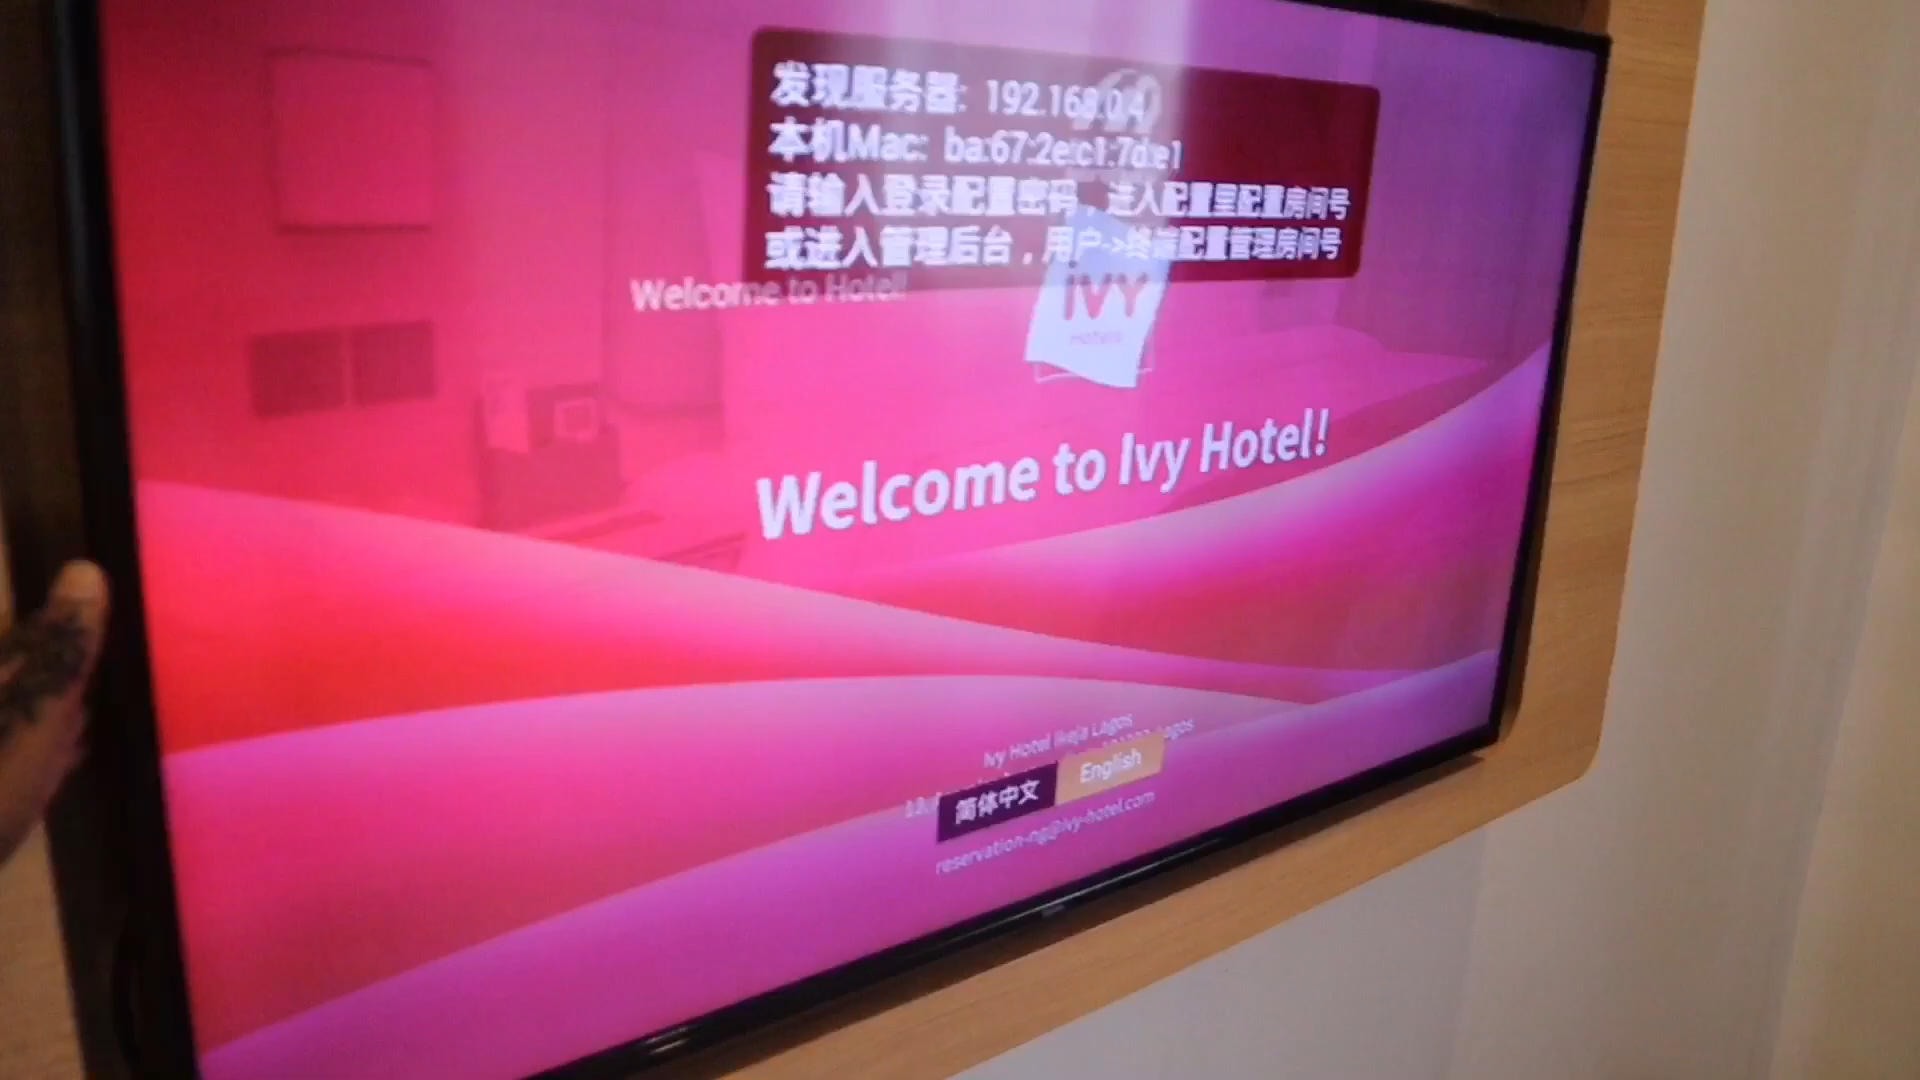 发现服务器: 192.168.0.4
本机Mac: ba:67:2e:c1:7d:e1
请输入登录配置密码，进入配置里配置房间号
或进入管理后台，用户->终端配置管理房间号
Welcome to Hotel!
iVY
Hotels
Welcome to Ivy Hotel!
Ivy Hotel Ikeja Lagos
Lagos
简体中文 English
reservation-ng@ivy-hotel.com